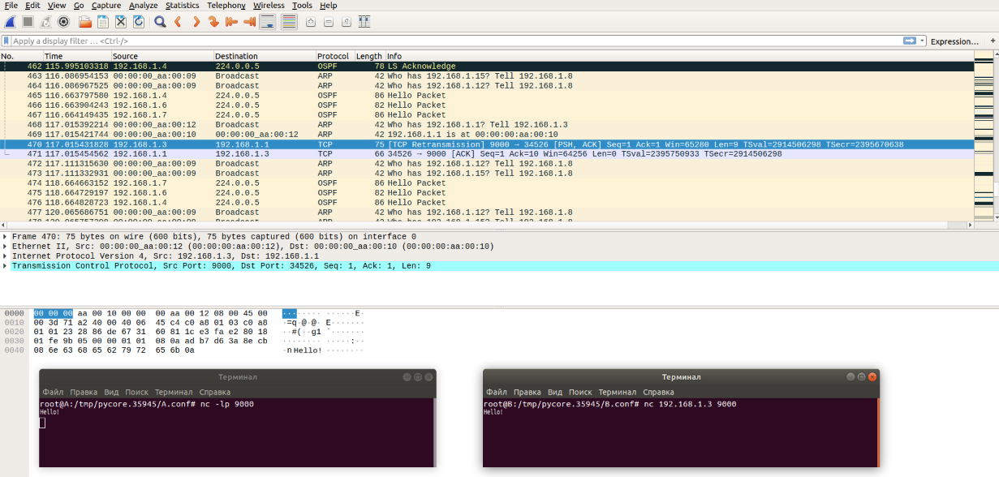 File Edit View Go Capture Analyze Statistics Telephony Wireless Tools Help
Apply a display filter ... <Ctrl-/> Expression... +
No. Time Source Destination Protocol Length Info
462 115.995103318 192.168.1.4 224.0.0.5 OSPF 78 LS Acknowledge
463 116.086954153 00:00:00_aa:00:09 Broadcast ARP 42 Who has 192.168.1.15? Tell 192.168.1.8
464 116.086967525 00:00:00_aa:00:09 Broadcast ARP 42 Who has 192.168.1.12? Tell 192.168.1.8
465 116.663797580 192.168.1.4 224.0.0.5 OSPF 86 Hello Packet
466 116.663904243 192.168.1.6 224.0.0.5 OSPF 82 Hello Packet
467 116.664149435 192.168.1.7 224.0.0.5 OSPF 86 Hello Packet
468 117.015392214 00:00:00_aa:00:12 Broadcast ARP 42 Who has 192.168.1.1? Tell 192.168.1.3
469 117.015421744 00:00:00_aa:00:10 00:00:00_aa:00:12 ARP 42 192.168.1.1 is at 00:00:00:aa:00:10
470 117.015431828 192.168.1.3 192.168.1.1 TCP 75 [TCP Retransmission] 9000 → 34526 [PSH, ACK] Seq=1 Ack=1 Win=65280 Len=9 TSval=2914506298 TSecr=2395670638
471 117.015454562 192.168.1.1 192.168.1.3 TCP 66 34526 → 9000 [ACK] Seq=1 Ack=10 Win=64256 Len=0 TSval=2395750933 TSecr=2914506298
472 117.111315630 00:00:00_aa:00:09 Broadcast ARP 42 Who has 192.168.1.12? Tell 192.168.1.8
473 117.111332931 00:00:00_aa:00:09 Broadcast ARP 42 Who has 192.168.1.15? Tell 192.168.1.8
474 118.664663152 192.168.1.7 224.0.0.5 OSPF 86 Hello Packet
475 118.664729197 192.168.1.6 224.0.0.5 OSPF 82 Hello Packet
476 118.664828723 192.168.1.4 224.0.0.5 OSPF 86 Hello Packet
477 120.065686751 00:00:00_aa:00:09 Broadcast ARP 42 Who has 192.168.1.12? Tell 192.168.1.8
Frame 470: 75 bytes on wire (600 bits), 75 bytes captured (600 bits) on interface 0
Ethernet II, Src: 00:00:00_aa:00:12 (00:00:00:aa:00:12), Dst: 00:00:00_aa:00:10 (00:00:00:aa:00:10)
Internet Protocol Version 4, Src: 192.168.1.3, Dst: 192.168.1.1
Transmission Control Protocol, Src Port: 9000, Dst Port: 34526, Seq: 1, Ack: 1, Len: 9
0000 00 00 00 aa 00 10 00 00 00 aa 00 12 08 00 45 00 ········ ······E·
0010 00 3d 71 a2 40 00 40 06 45 c4 c0 a8 01 03 c0 a8 ·=q·@·@· E·······
0020 01 01 23 28 86 de 67 31 60 81 1c e3 fa e2 80 18 ··#(··g1 `·······
0030 01 fe 9b 05 00 00 01 01 08 0a ad b7 d6 3a 8e cb ········ ·····:··
0040 08 6e 63 68 65 62 79 72 65 6b 0a ·nHello! ········
Терминал
Файл Правка Вид Поиск Терминал Справка
root@A:/tmp/pycore.35945/A.conf# nc -lp 9000
Hello!
Терминал
Файл Правка Вид Поиск Терминал Справка
root@B:/tmp/pycore.35945/B.conf# nc 192.168.1.3 9000
Hello!